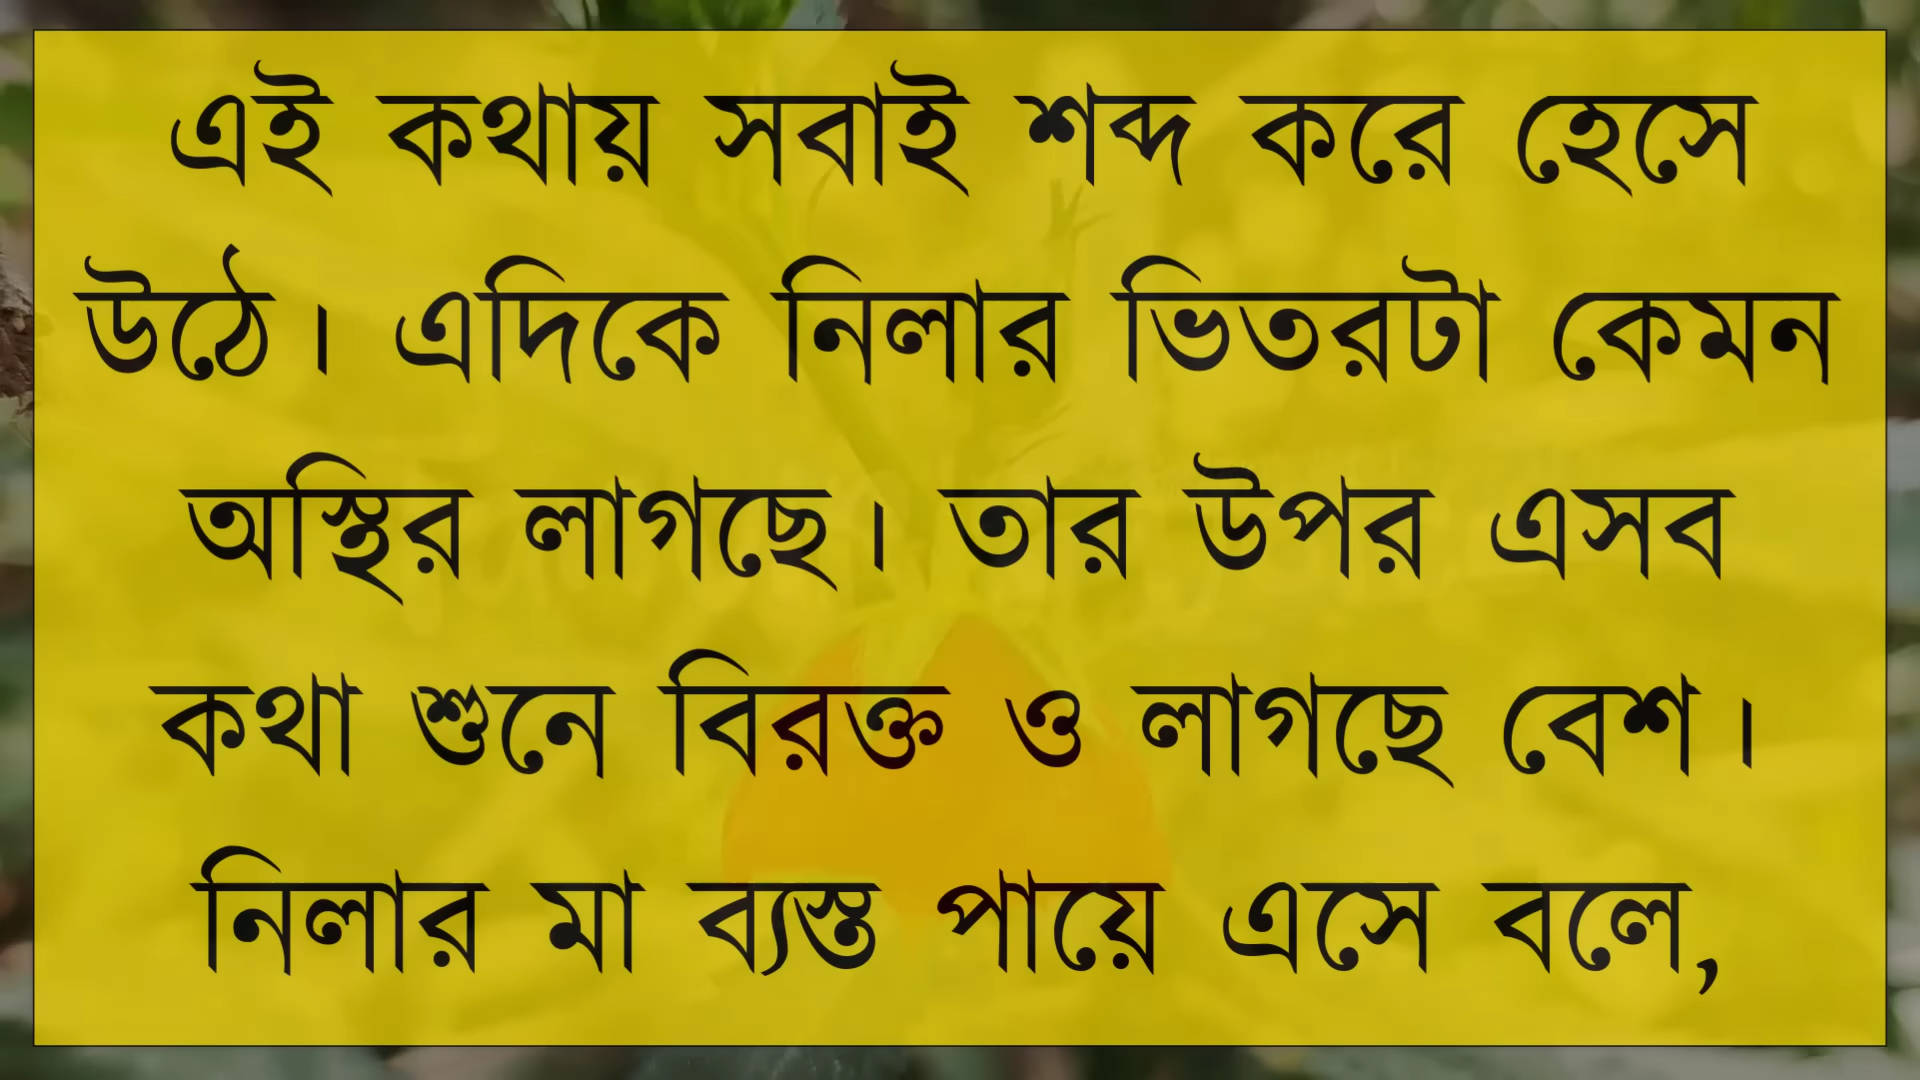 এই কথায় সবাই শব্দ করে হেসে
উঠে। এদিকে নিলার ভিতরটা কেমন
অস্থির লাগছে। তার উপর এসব
কথা শুনে বিরক্ত ও লাগছে বেশ।
নিলার মা ব্যস্ত পায়ে এসে বলে,